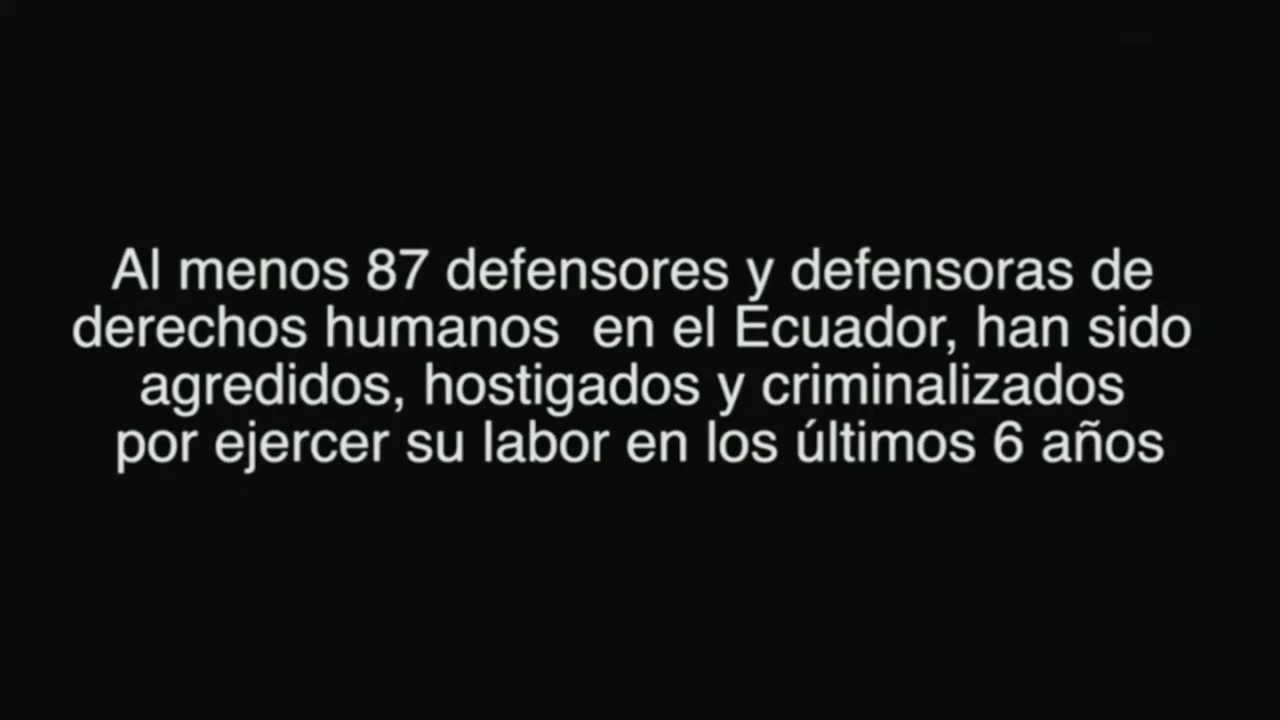 Al menos 87 defensores y defensoras de
derechos humanos  en el Ecuador, han sido
agredidos, hostigados y criminalizados
por ejercer su labor en los últimos 6 años